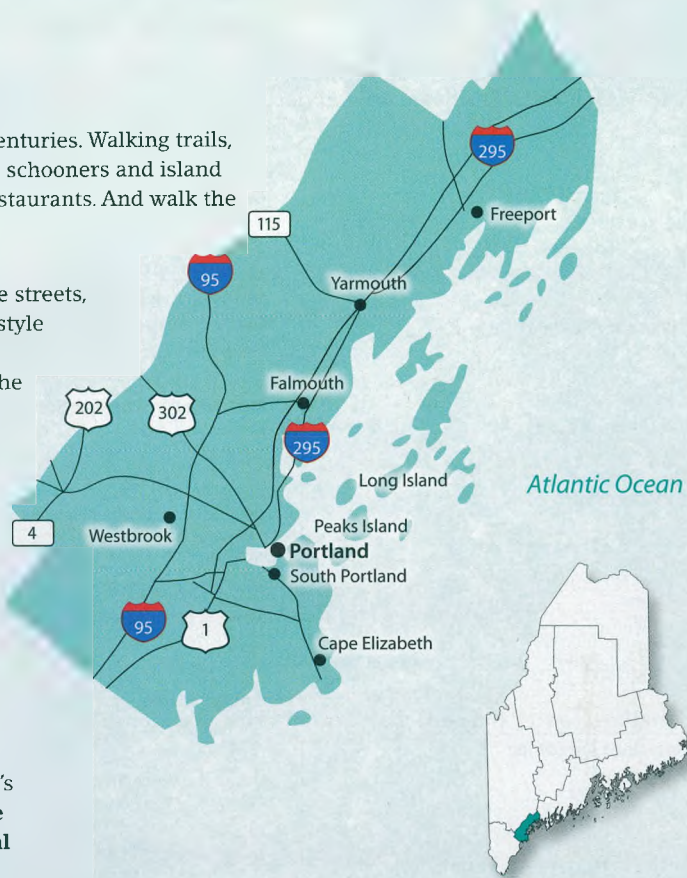 enturies. Walking trails,
schooners and island
staurants. And walk the
e streets,
style
he
's
e
al
295
Freeport
115
95
Yarmouth
Falmouth
202
302
295
Long Island
Atlantic Ocean
4
Westbrook
Peaks Island
Portland
South Portland
95
1
Cape Elizabeth